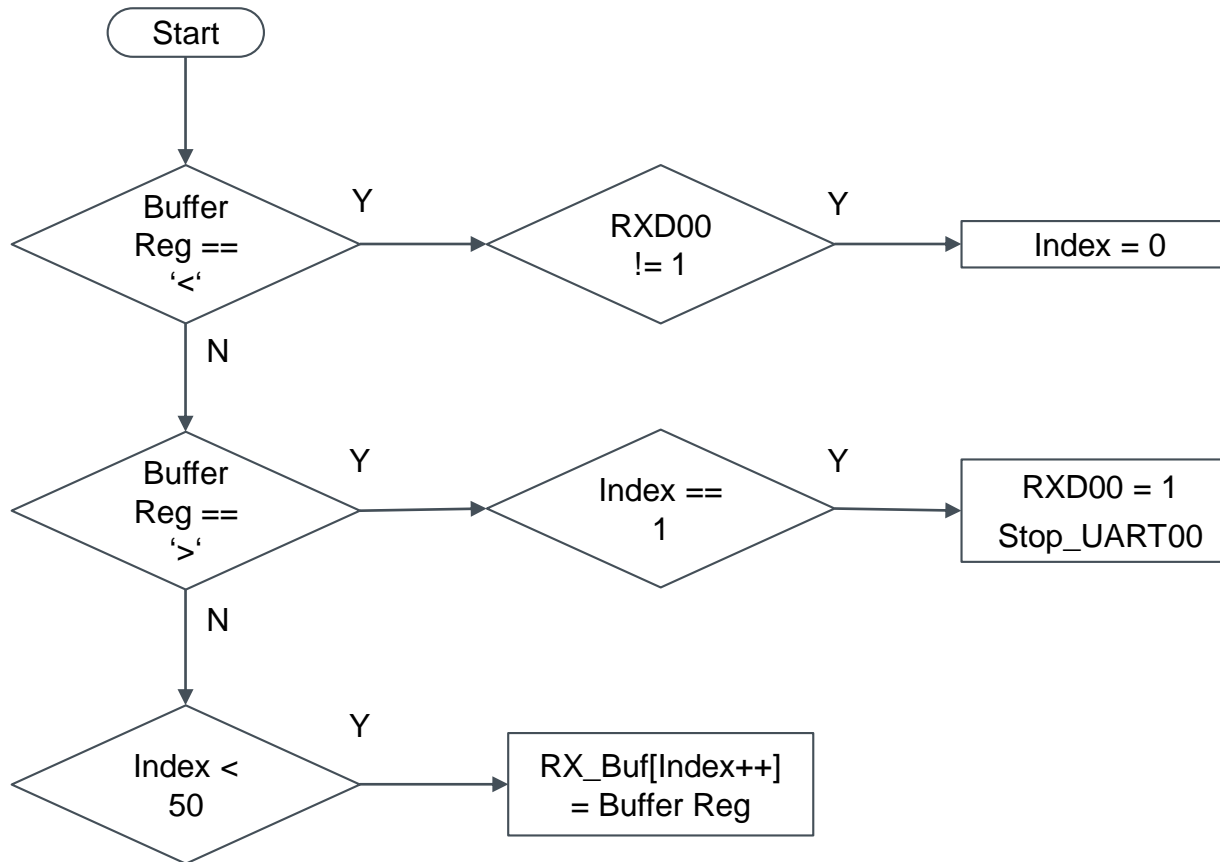 Start
Buffer
Reg ==
‘<‘
Y
RXD00
!= 1
Y
Index = 0
N
Buffer
Reg ==
‘>‘
Y
Index ==
1
Y
RXD00 = 1
Stop_UART00
N
Index <
50
Y
RX_Buf[Index++]
= Buffer Reg